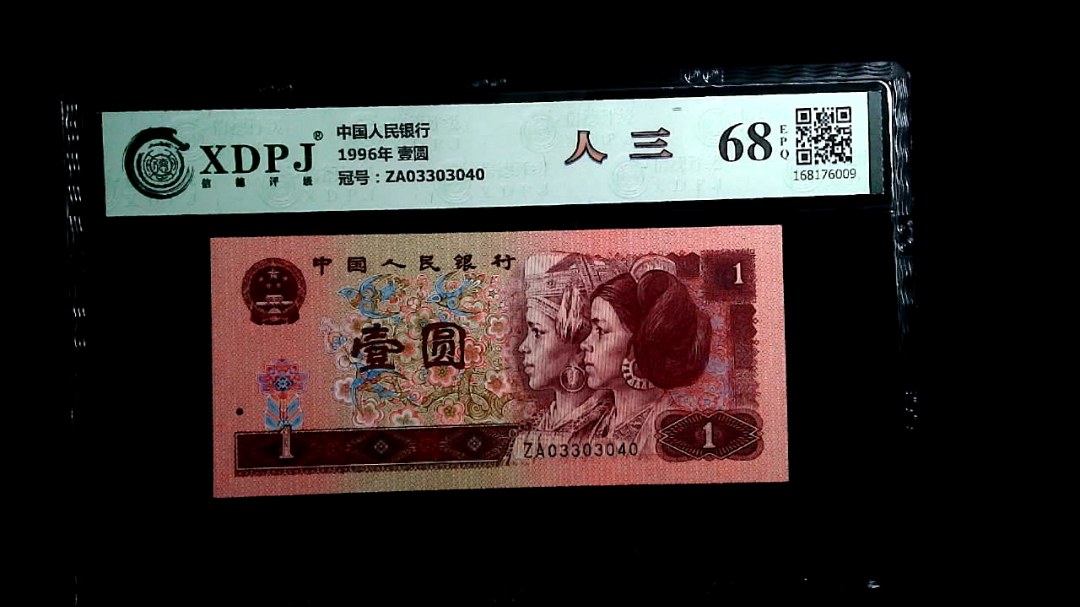 XDPJ®
信德评级
中国人民银行
1996年 壹圆
冠号：ZA03303040
人三
68
EPQ
168176009
中国人民银行
1
壹圆
1
ZA03303040
1